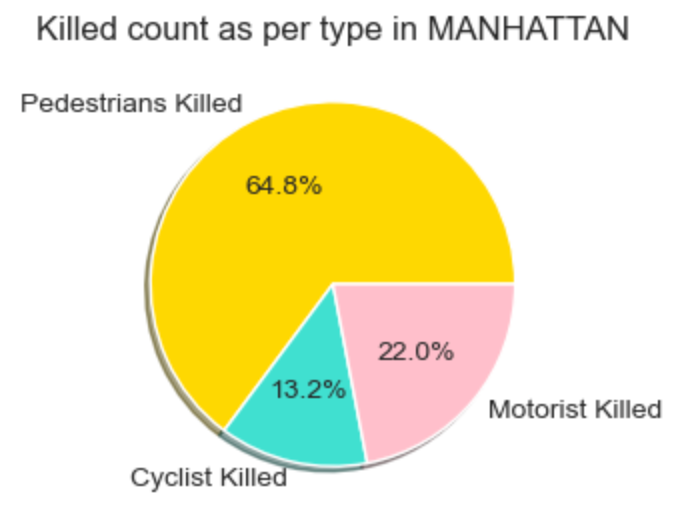 Killed count as per type in MANHATTAN
Pedestrians Killed
64.8%
22.0%
13.2%
Motorist Killed
Cyclist Killed